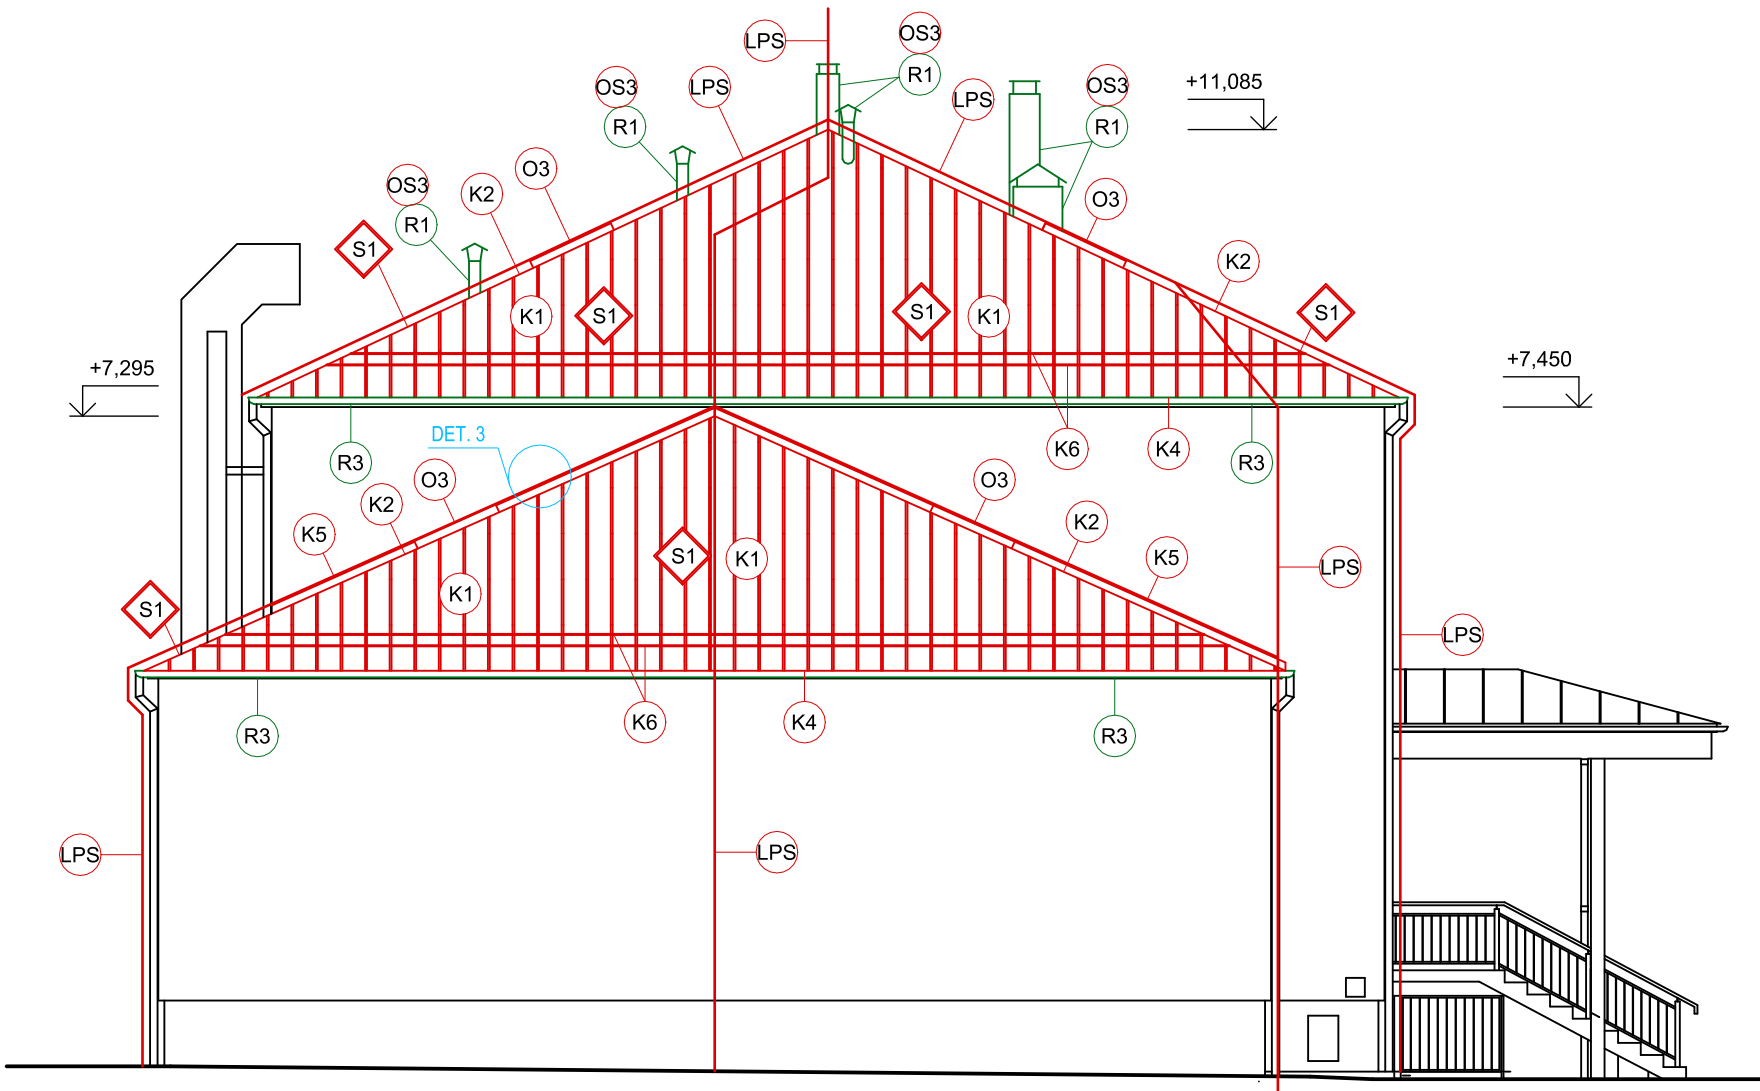 LPS
OS3
R1
+11,085
OS3
R1
LPS
LPS
OS3
R1
O3
K2
OS3
R1
O3
S1
K2
S1
K1
S1
S1
K1
+7,295
+7,450
DET. 3
R3
K6
K4
R3
O3
O3
K2
K2
K5
K5
S1
K1
LPS
K1
S1
LPS
R3
K6
K4
R3
LPS
LPS